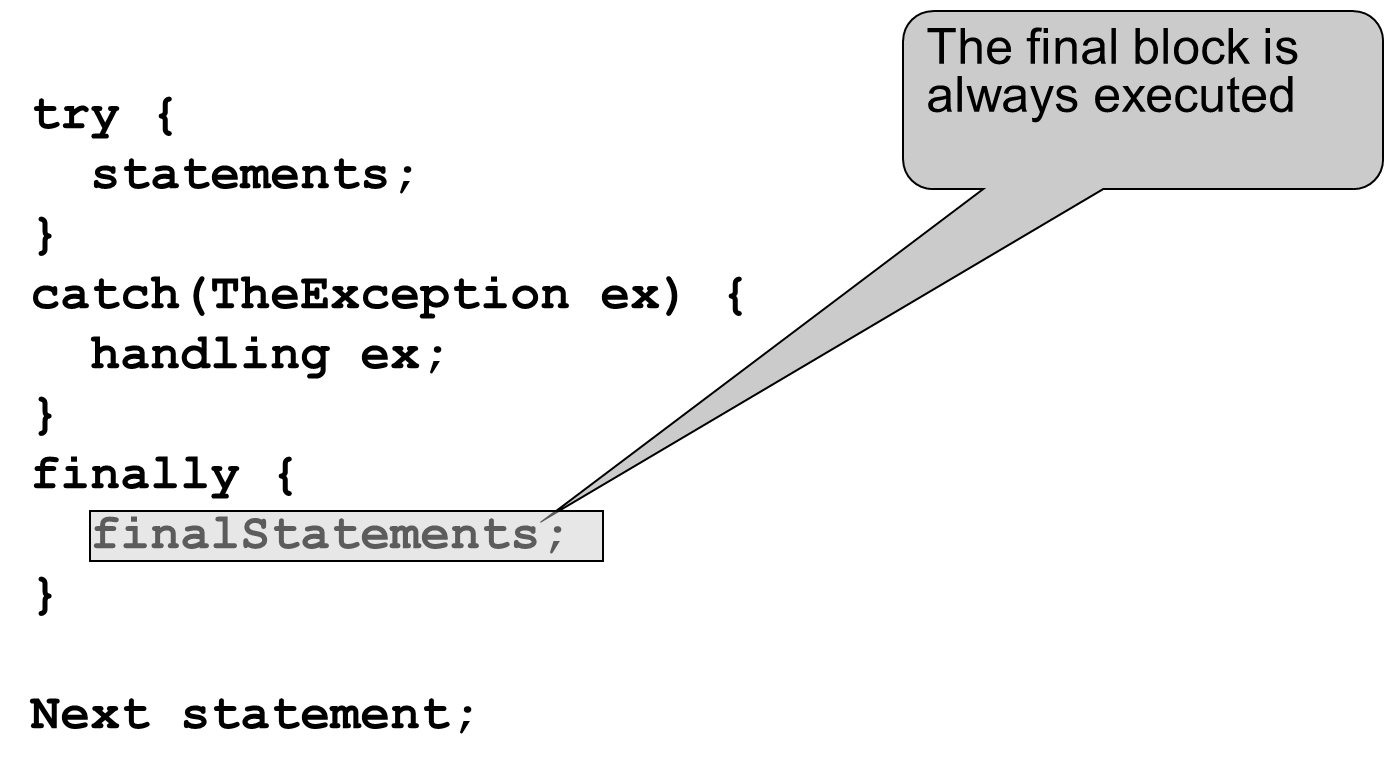 The final block is
always executed
try {
  statements;
}
catch(TheException ex) {
  handling ex;
}
finally {
  finalStatements;
}
Next statement;